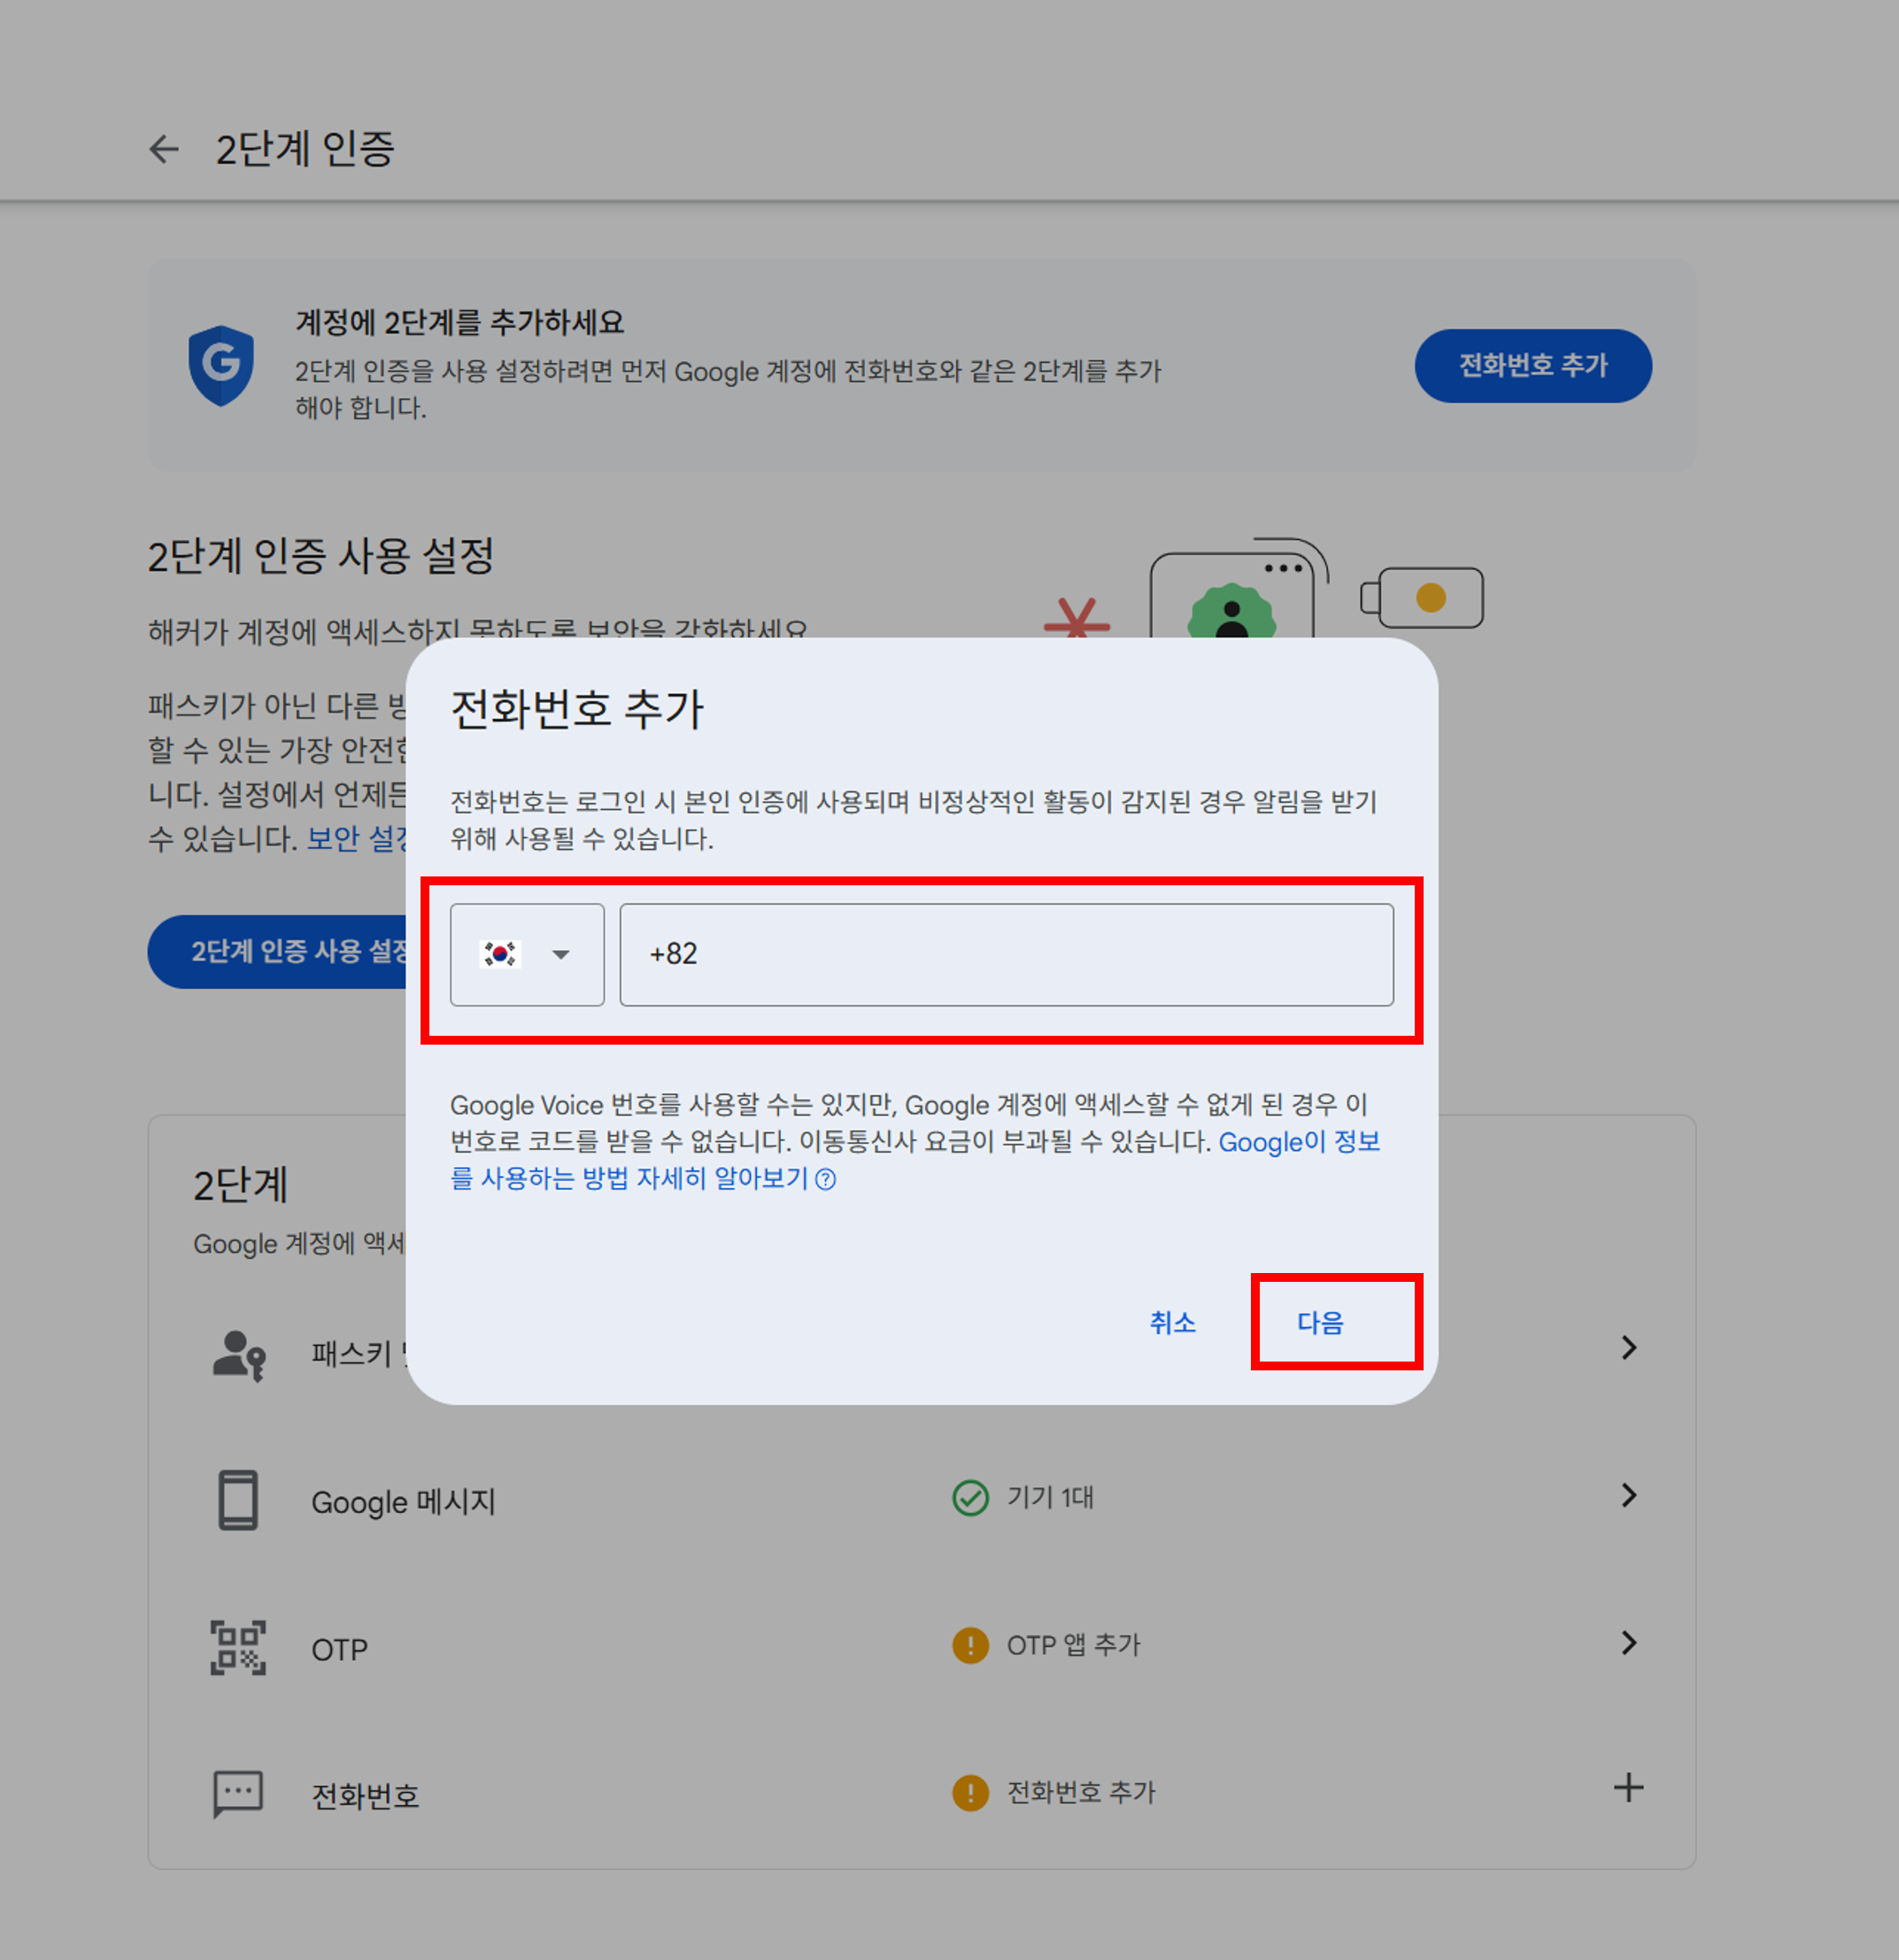 2단계 인증
계정에 2단계를 추가하세요
2단계 인증을 사용 설정하려면 먼저 Google 계정에 전화번호와 같은 2단계를 추가
해야 합니다.
전화번호 추가
2단계 인증 사용 설정
해커가 계정에 액세스하지 못하도록 보안을 강화하세요
패스키가 아닌 다른
할 수 있는 가장
니다. 설정에서
수 있습니다. 보안
2단계 인증 사용 설정
전화번호 추가
전화번호는 로그인 시 본인 인증에 사용되며 비정상적인 활동이 감지된 경우 알림을 받기
위해 사용될 수 있습니다.
+82
Google Voice 번호를 사용할 수는 있지만, Google 계정에 액세스할 수 없게 된 경우 이
번호로 코드를 받을 수 없습니다. 이동통신사 요금이 부과될 수 있습니다. Google이 정보
를 사용하는 방법 자세히 알아보기
취소
다음
2단계
Google 계정에
패스키
Google 메시지
기기 1대
OTP
OTP 앱 추가
전화번호
전화번호 추가